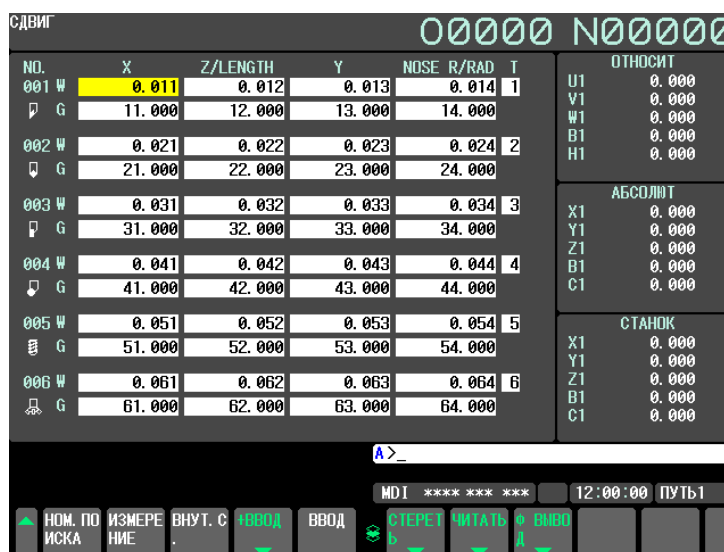 СДВИГ
O0000 N00000
NO. X Z/LENGTH Y NOSE R/RAD T
001 W 0.011 0.012 0.013 0.014 1
G 11.000 12.000 13.000 14.000
002 W 0.021 0.022 0.023 0.024 2
G 21.000 22.000 23.000 24.000
003 W 0.031 0.032 0.033 0.034 3
G 31.000 32.000 33.000 34.000
004 W 0.041 0.042 0.043 0.044 4
G 41.000 42.000 43.000 44.000
005 W 0.051 0.052 0.053 0.054 5
G 51.000 52.000 53.000 54.000
006 W 0.061 0.062 0.063 0.064 6
G 61.000 62.000 63.000 64.000
ОТНОСИТ
U1 0.000
V1 0.000
W1 0.000
B1 0.000
H1 0.000
АБСОЛЮТ
X1 0.000
Y1 0.000
Z1 0.000
B1 0.000
C1 0.000
СТАНОК
X1 0.000
Y1 0.000
Z1 0.000
B1 0.000
C1 0.000
A>_
MDI **** *** *** 12:00:00 ПУТЬ1
НОМ. ПО ИЗМЕРЕ ВНУТ. С +ВВОД ВВОД СТЕРЕТ ЧИТАТЬ Ф ВЫВО
ИСКА НИЕ . Ь Д